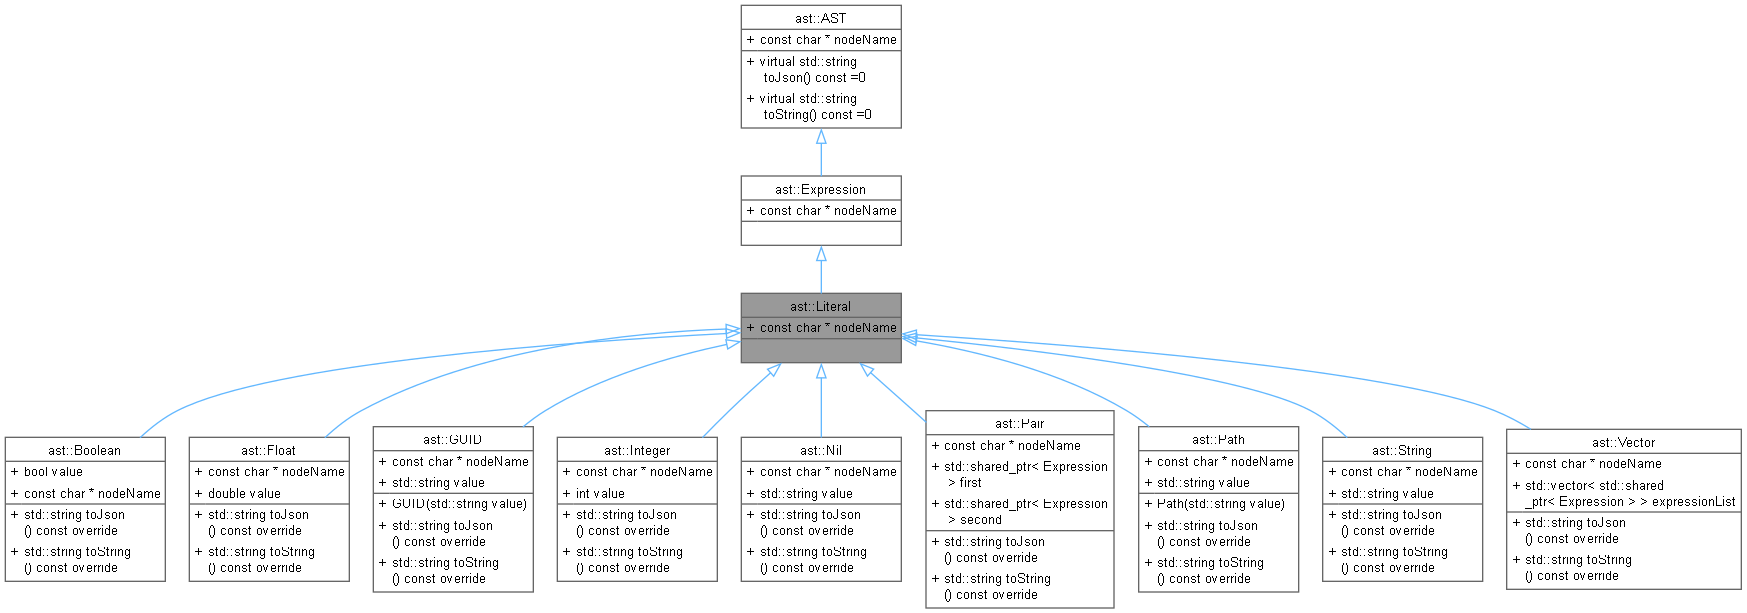 ast::AST
+ const char * nodeName
+ virtual std::string
toJson() const =0
+ virtual std::string
toString() const =0
ast::Expression
+ const char * nodeName
ast::Literal
+ const char * nodeName
ast::Boolean
+ bool value
+ const char * nodeName
+ std::string toJson
() const override
+ std::string toString
() const override
ast::Float
+ const char * nodeName
+ double value
+ std::string toJson
() const override
+ std::string toString
() const override
ast::GUID
+ const char * nodeName
+ std::string value
+ GUID(std::string value)
+ std::string toJson
() const override
+ std::string toString
() const override
ast::Integer
+ const char * nodeName
+ int value
+ std::string toJson
() const override
+ std::string toString
() const override
ast::Nil
+ const char * nodeName
+ std::string value
+ std::string toJson
() const override
+ std::string toString
() const override
ast::Pair
+ const char * nodeName
+ std::shared_ptr< Expression
> first
+ std::shared_ptr< Expression
> second
+ std::string toJson
() const override
+ std::string toString
() const override
ast::Path
+ const char * nodeName
+ std::string value
+ Path(std::string value)
+ std::string toJson
() const override
+ std::string toString
() const override
ast::String
+ const char * nodeName
+ std::string value
+ std::string toJson
() const override
+ std::string toString
() const override
ast::Vector
+ const char * nodeName
+ std::vector< std::shared
_ptr< Expression > > expressionList
+ std::string toJson
() const override
+ std::string toString
() const override